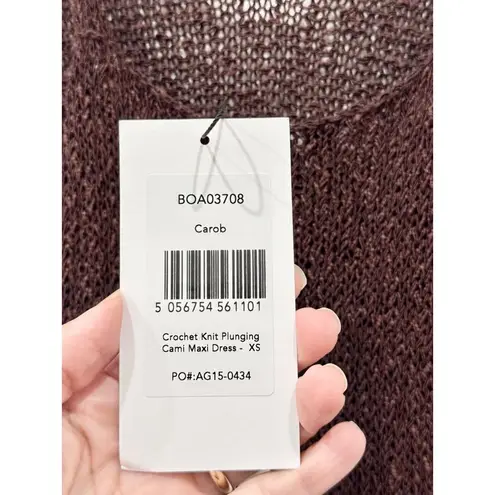 BOA03708
Carob
5 056754 561101
Crochet Knit Plunging
Cami Maxi Dress - XS
PO#:AG15-0434